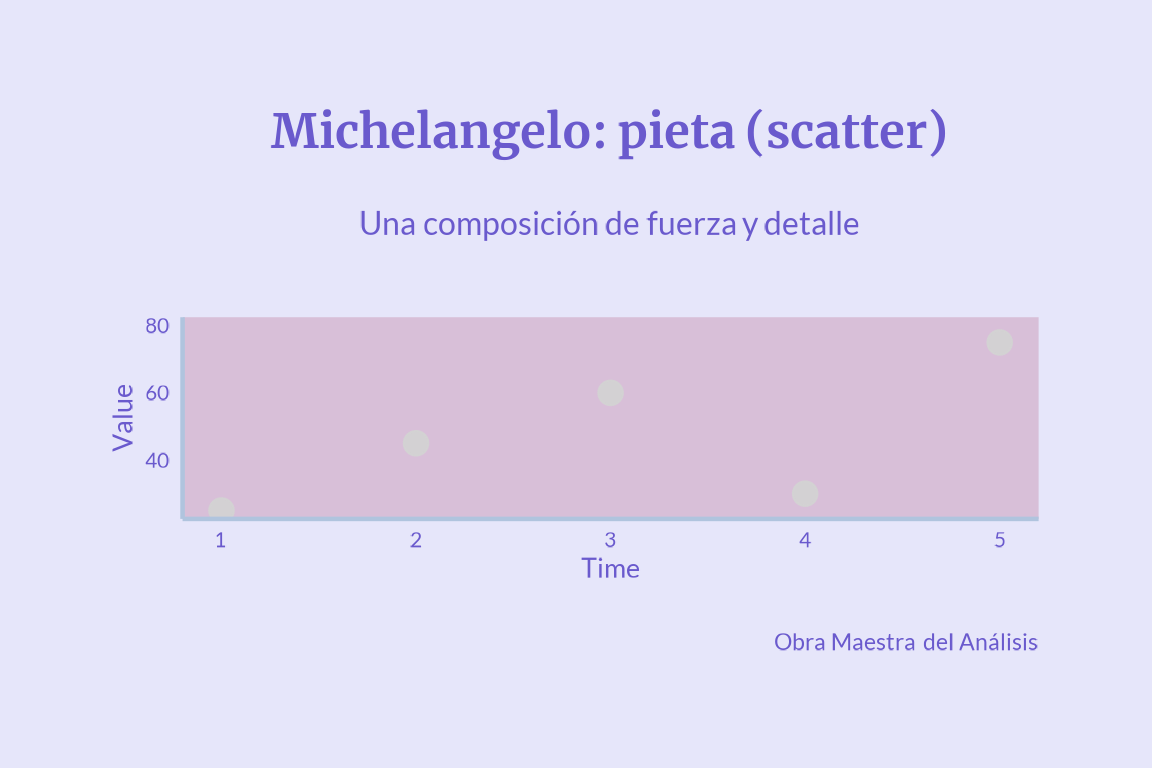 Michelangelo: pieta (scatter)
Una composición de fuerza y detalle
80
60
40
Value
1 2 3 4 5
Time
Obra Maestra del Análisis